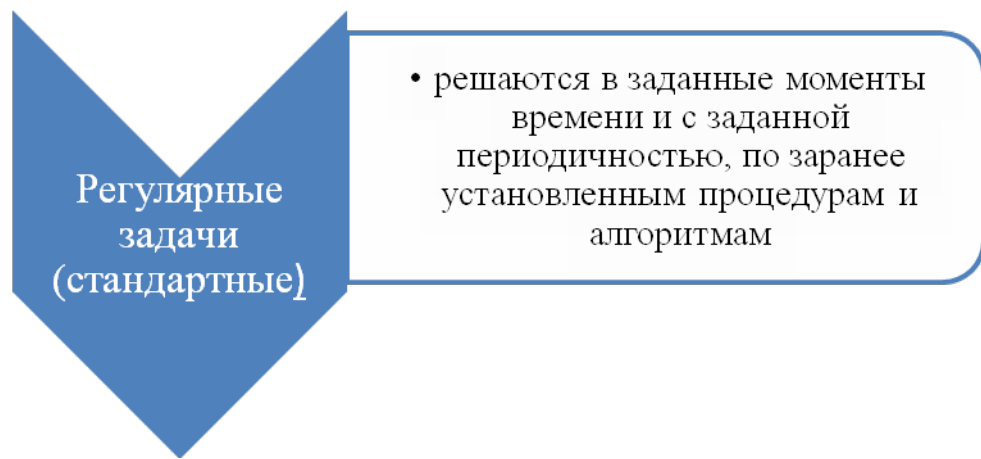 Регулярные
задачи
(стандартные)
• решаются в заданные моменты
времени и с заданной
периодичностью, по заранее
установленным процедурам и
алгоритмам